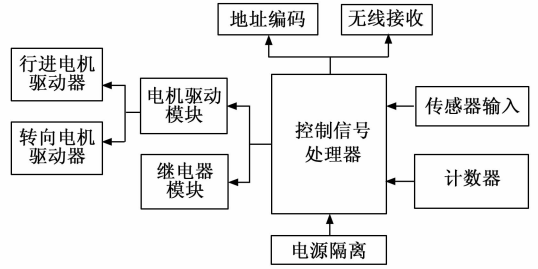 地址编码
无线接收
行进电机
驱动器
转向电机
驱动器
电机驱动
模块
继电器
模块
控制信号
处理器
传感器输入
计数器
电源隔离